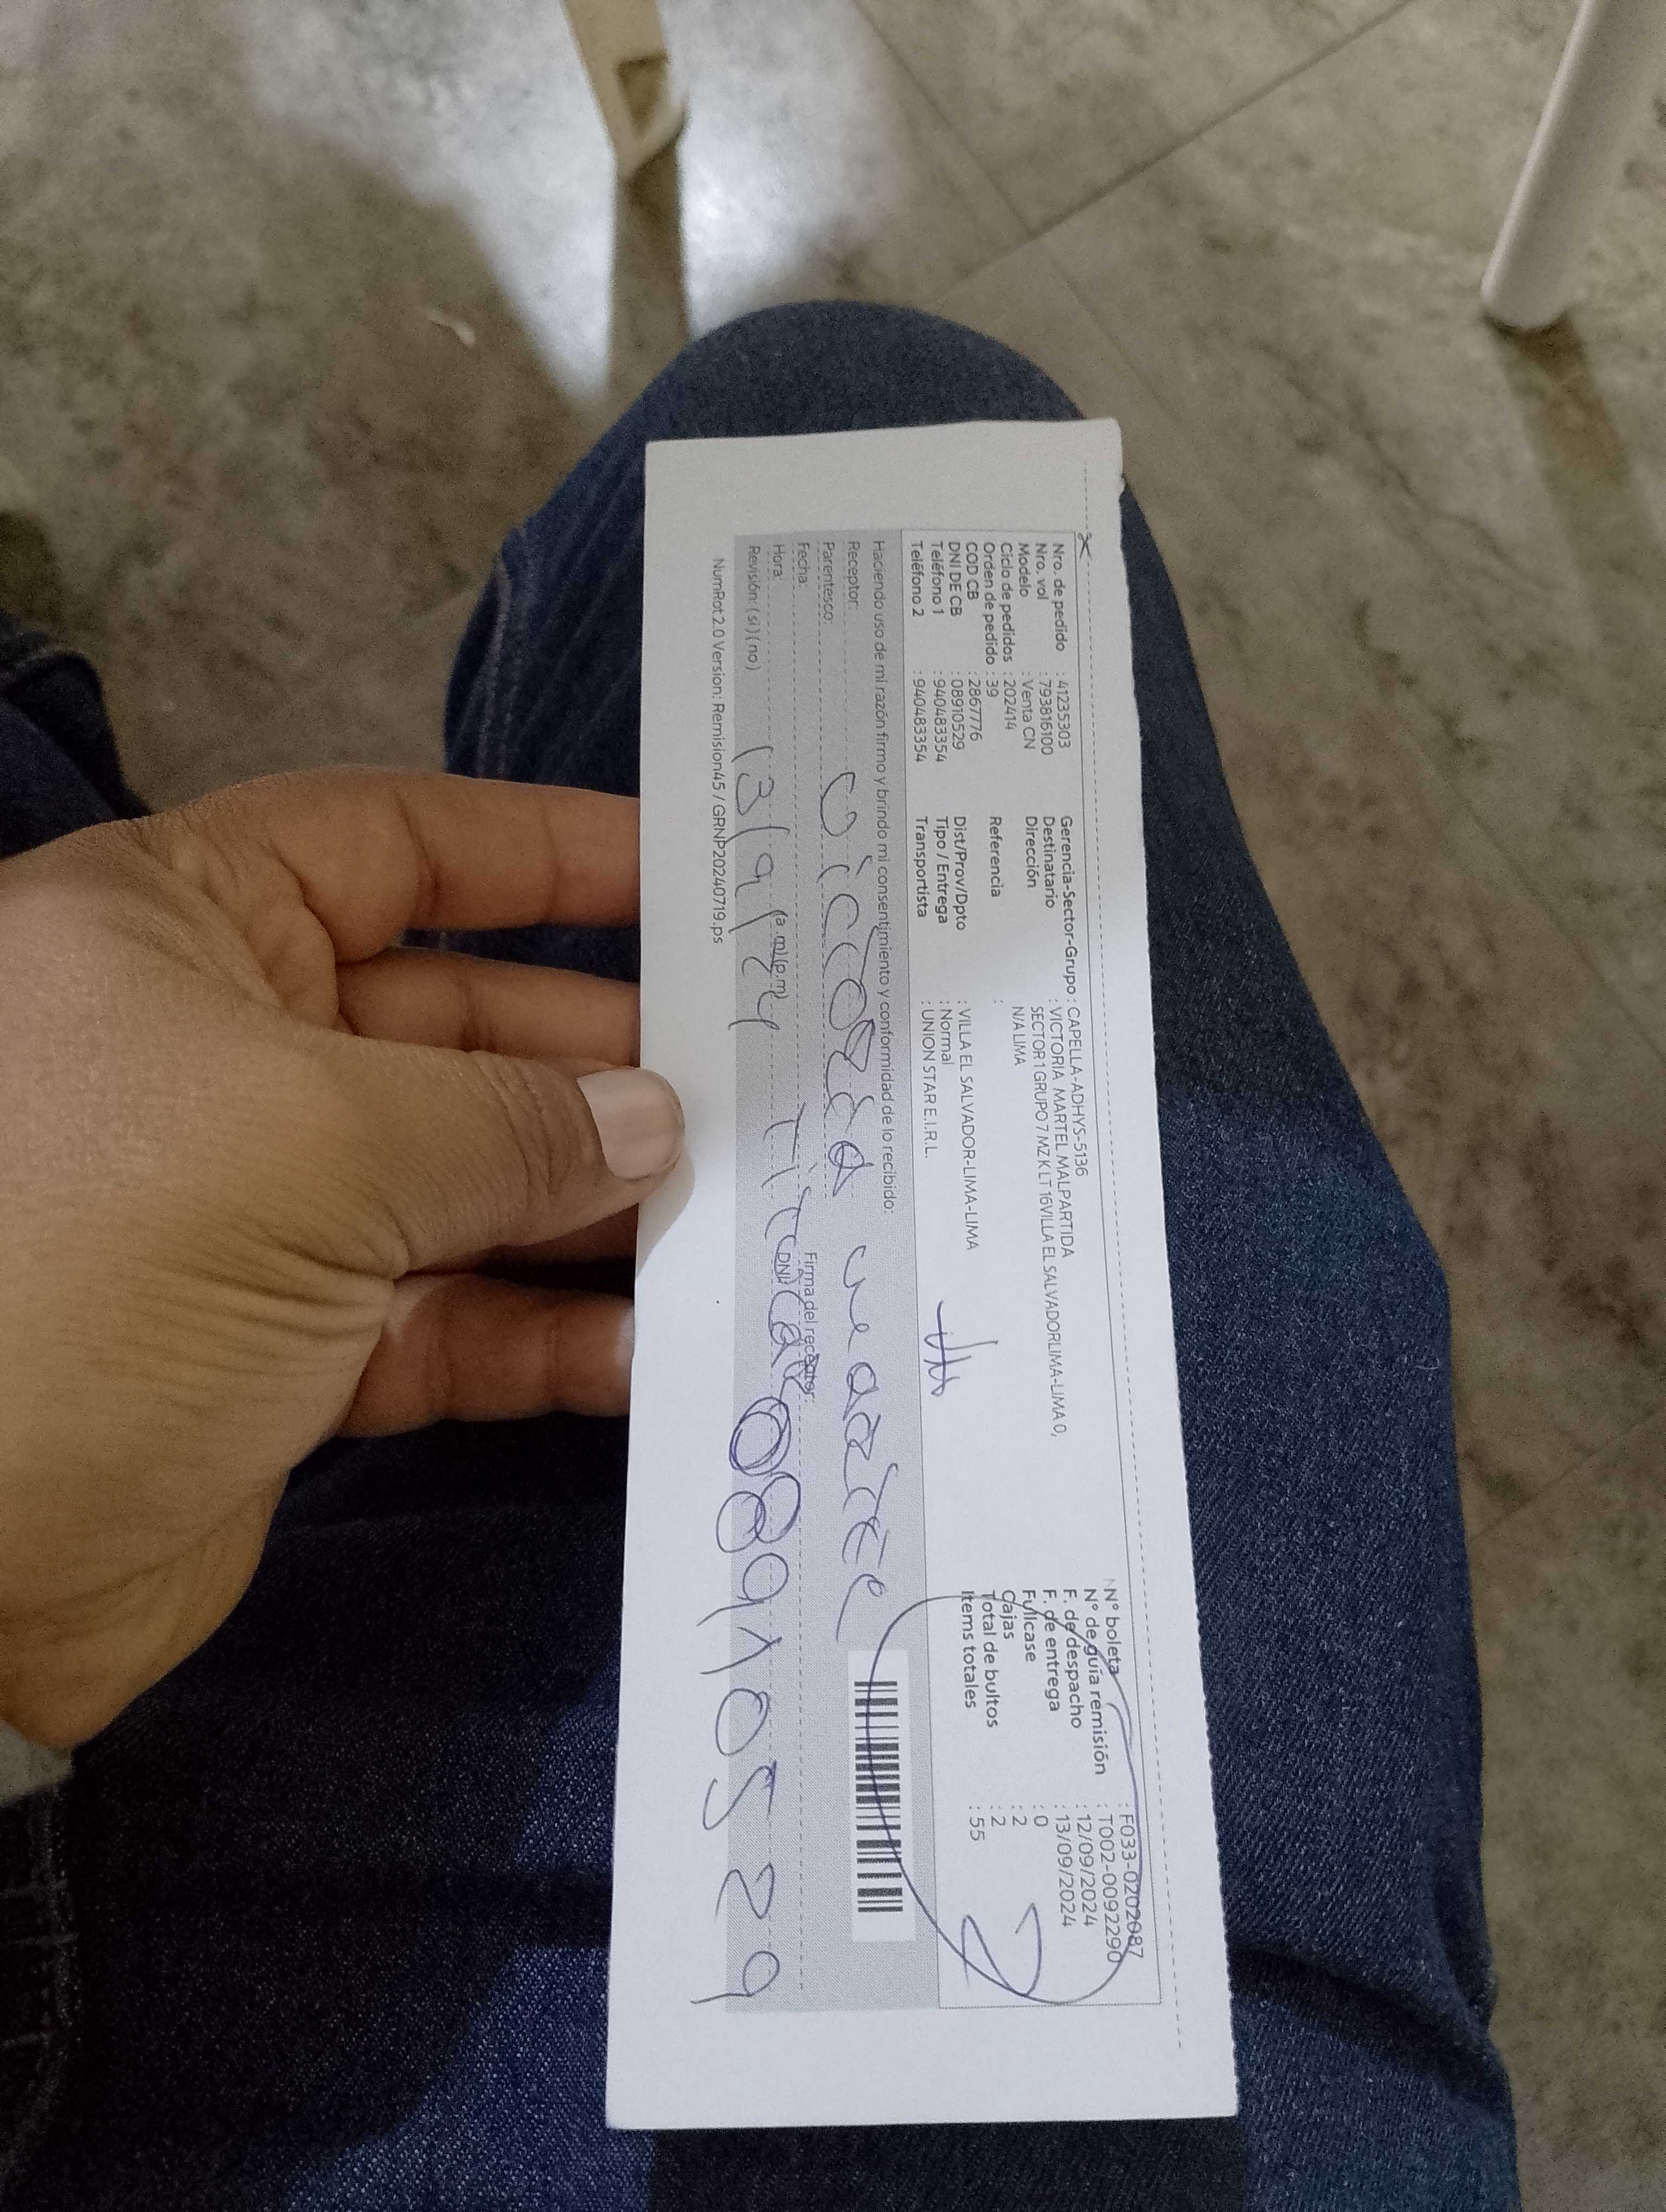 Nro. de pedido : 41235303
Nro. vol : 793816100
Modelo : Venta CN
Ciclo de pedidos : 202414
Orden de pedido : 39
COD CB : 2867776
DNI DE CB : 08910529
Teléfono 1 : 940483354
Teléfono 2 : 940483354
Gerencia-Sector-Grupo : CAPELLA-ADHYS-5136
Destinatario : VICTORIA MARTEL MALPARTIDA
Dirección SECTOR 1 GRUPO 7 MZ K LT 16VILLA EL SALVADORLIMA-LIMA 0,
N/A LIMA
Referencia :
Dist/Prov/Dpto : VILLA EL SALVADOR-LIMA-LIMA
Tipo / Entrega : Normal
Transportista : UNION STAR E.I.R.L.
N° boleta : F033-0202087
N° de guía remisión : T002-0092290
F. de despacho : 12/09/2024
F. de entrega : 13/09/2024
Fullcase : 0
Cajas : 2
Total de bultos : 2
Items totales : 55
Haciendo uso de mi razón firmo y brindo mi consentimiento y conformidad de lo recibido:
Receptor:
Parentesco:
Fecha:
Hora: (a.m)(p.m)
Revisión: (si)(no)
Firma del receptor:
DNI:
13/9/24
08910529
NumRot2.0 Version: Remision45 / GRNP20240719.ps